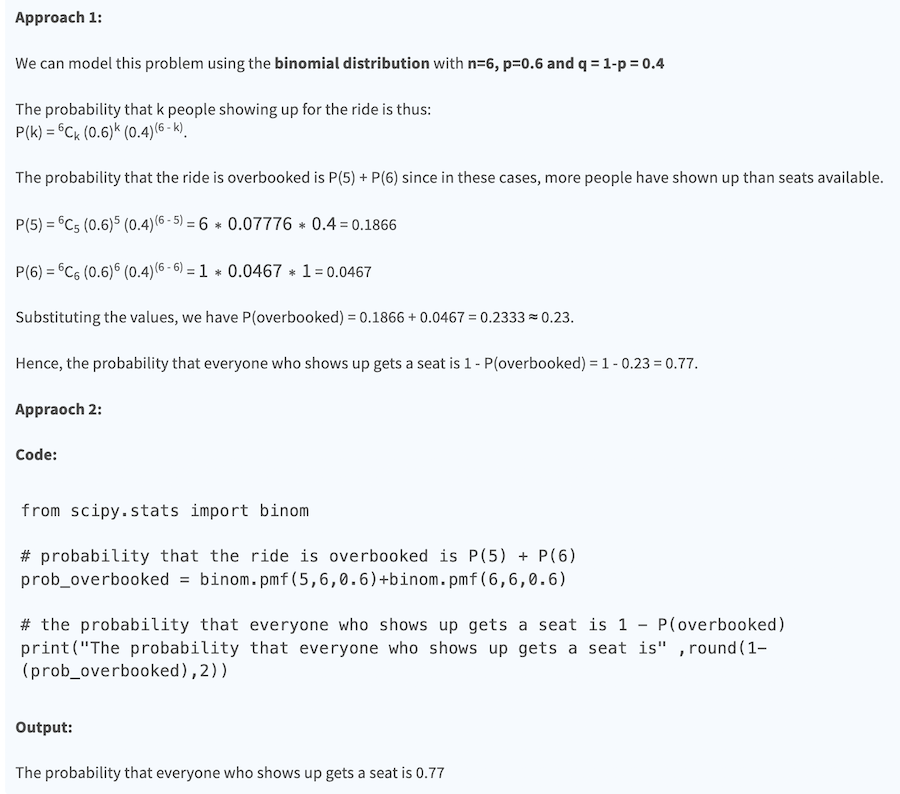 Approach 1:
We can model this problem using the binomial distribution with n=6, p=0.6 and q = 1-p = 0.4
The probability that k people showing up for the ride is thus:
P(k) = ⁶Cₖ (0.6)ᵏ (0.4)⁽⁶ ⁻ ᵏ⁾.
The probability that the ride is overbooked is P(5) + P(6) since in these cases, more people have shown up than seats available.
P(5) = ⁶C₅ (0.6)⁵ (0.4)⁽⁶ ⁻ ⁵⁾ = 6 * 0.07776 * 0.4 = 0.1866
P(6) = ⁶C₆ (0.6)⁶ (0.4)⁽⁶ ⁻ ⁶⁾ = 1 * 0.0467 * 1 = 0.0467
Substituting the values, we have P(overbooked) = 0.1866 + 0.0467 = 0.2333 ≈ 0.23.
Hence, the probability that everyone who shows up gets a seat is 1 - P(overbooked) = 1 - 0.23 = 0.77.
Appraoch 2:
Code:
from scipy.stats import binom
# probability that the ride is overbooked is P(5) + P(6)
prob_overbooked = binom.pmf(5,6,0.6)+binom.pmf(6,6,0.6)
# the probability that everyone who shows up gets a seat is 1 – P(overbooked)
print("The probability that everyone who shows up gets a seat is" ,round(1–
(prob_overbooked),2))
Output:
The probability that everyone who shows up gets a seat is 0.77